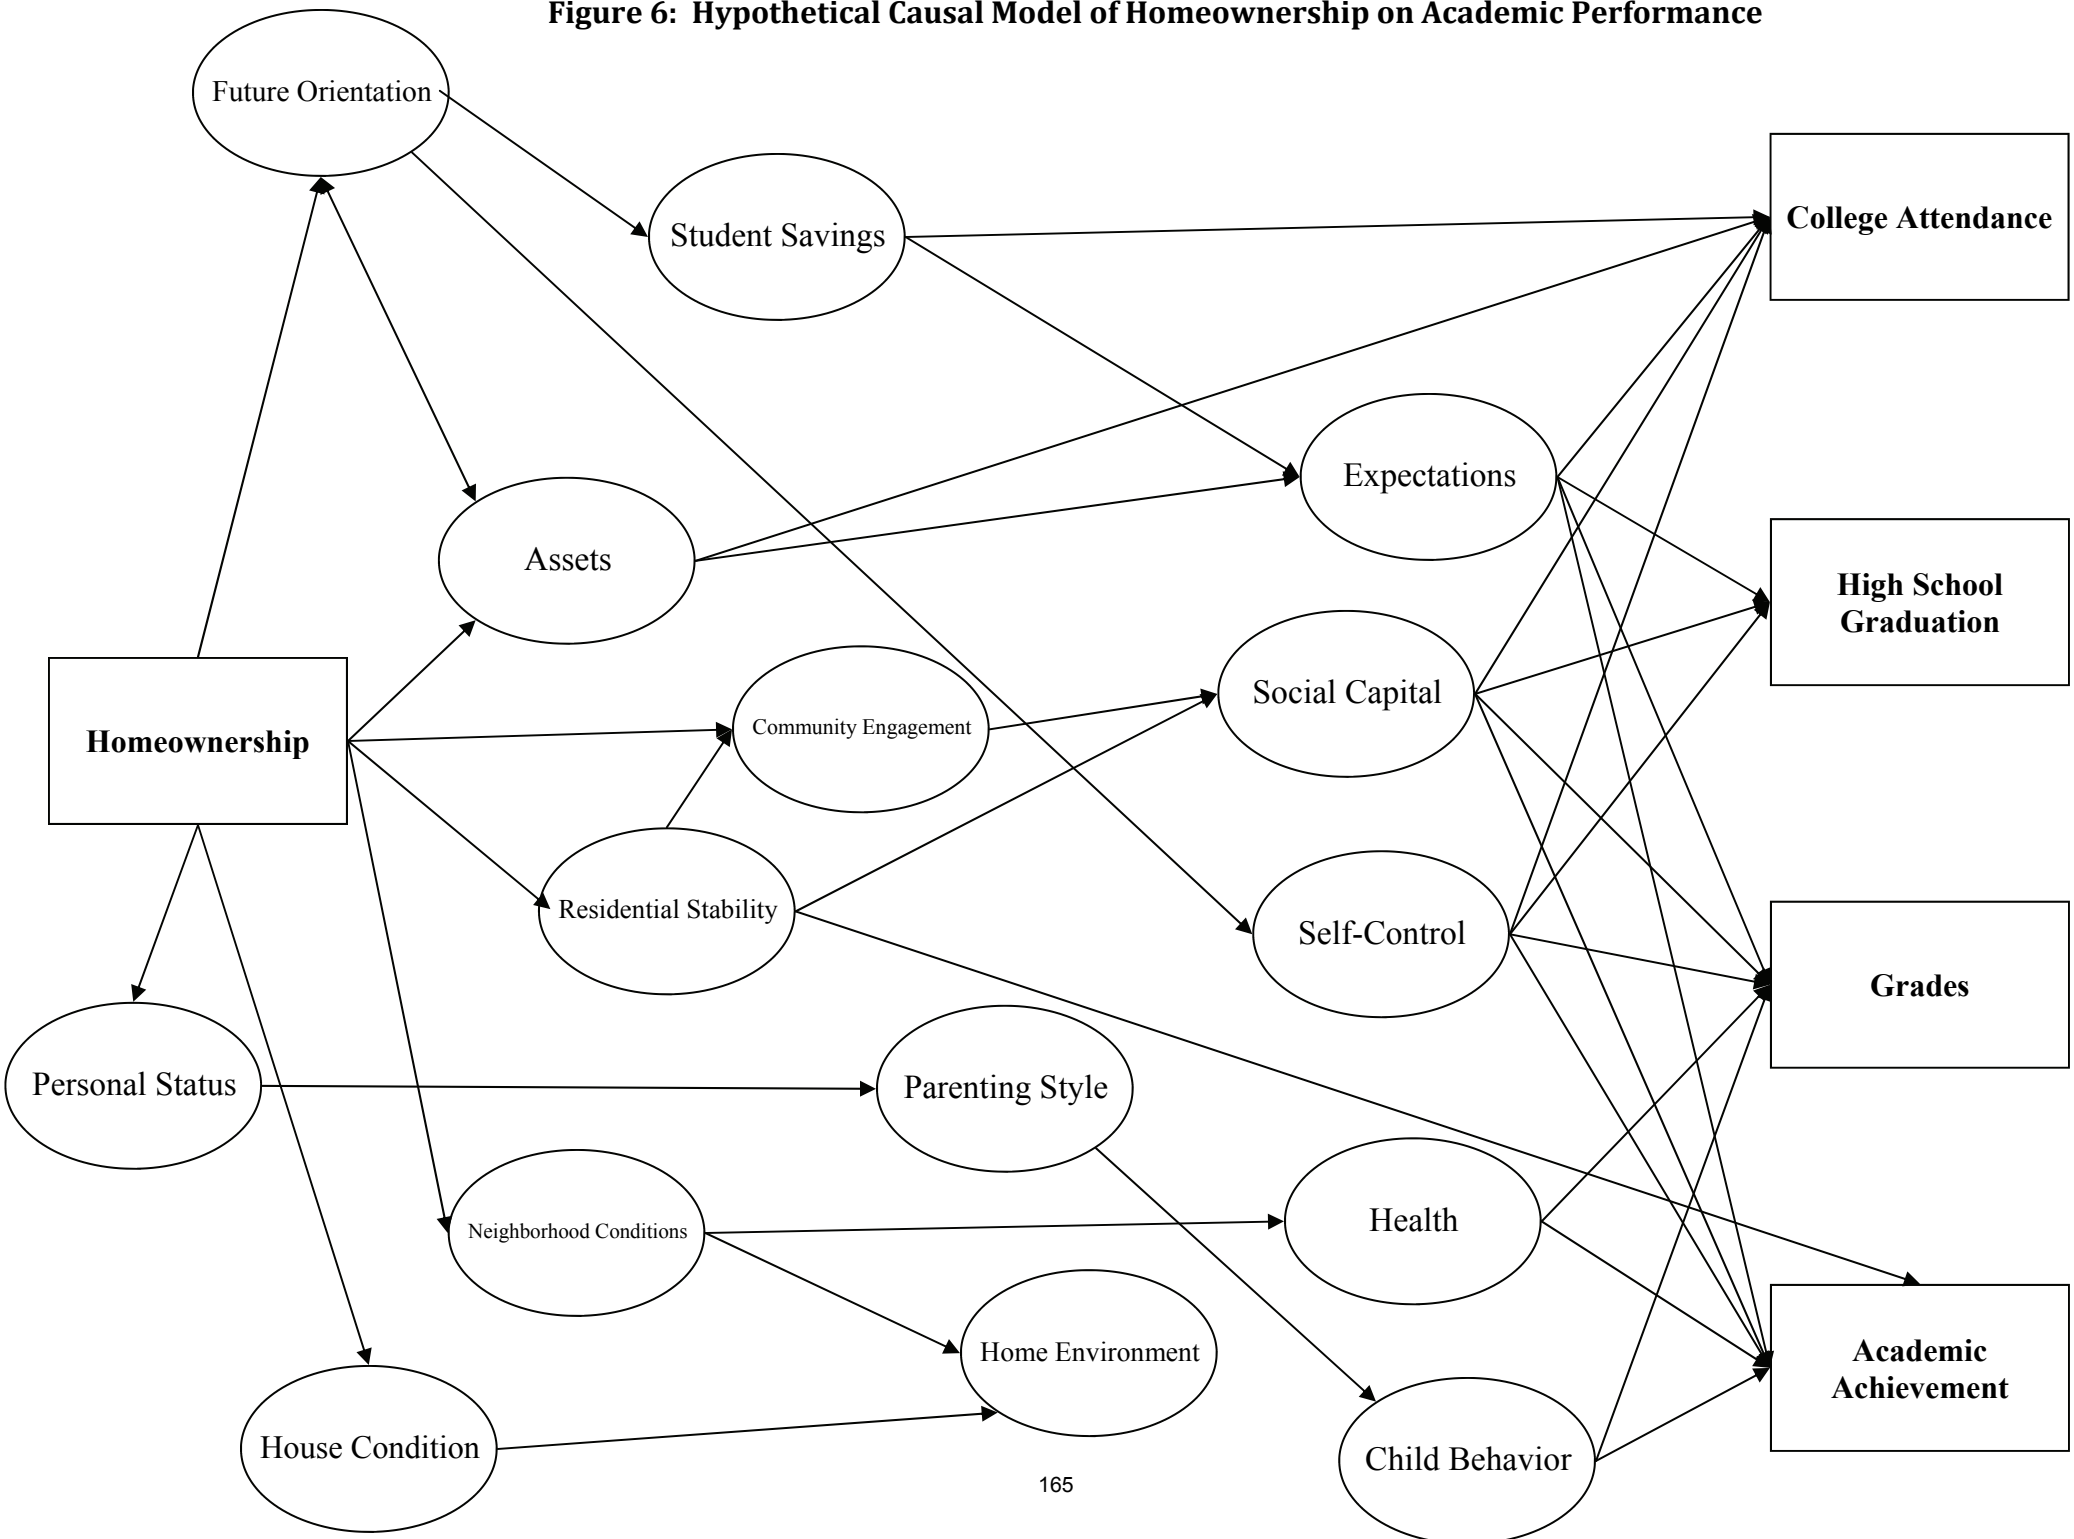 Figure 6:  Hypothetical Causal Model of Homeownership on Academic Performance
Future Orientation
Student Savings
College Attendance
Expectations
Assets
High School
Graduation
Social Capital
Community Engagement
Homeownership
Residential Stability
Self-Control
Grades
Personal Status
Parenting Style
Health
Neighborhood Conditions
Home Environment
Academic
Achievement
House Condition
Child Behavior
165